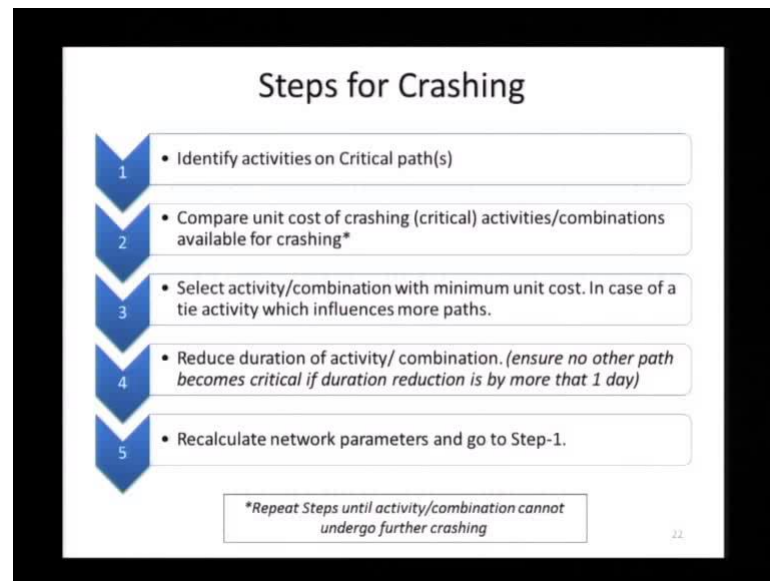 Steps for Crashing
1
• Identify activities on Critical path(s)
2
• Compare unit cost of crashing (critical) activities/combinations
available for crashing*
3
• Select activity/combination with minimum unit cost. In case of a
tie activity which influences more paths.
4
• Reduce duration of activity/ combination. (ensure no other path
becomes critical if duration reduction is by more that 1 day)
5
• Recalculate network parameters and go to Step-1.
*Repeat Steps until activity/combination cannot
undergo further crashing
22